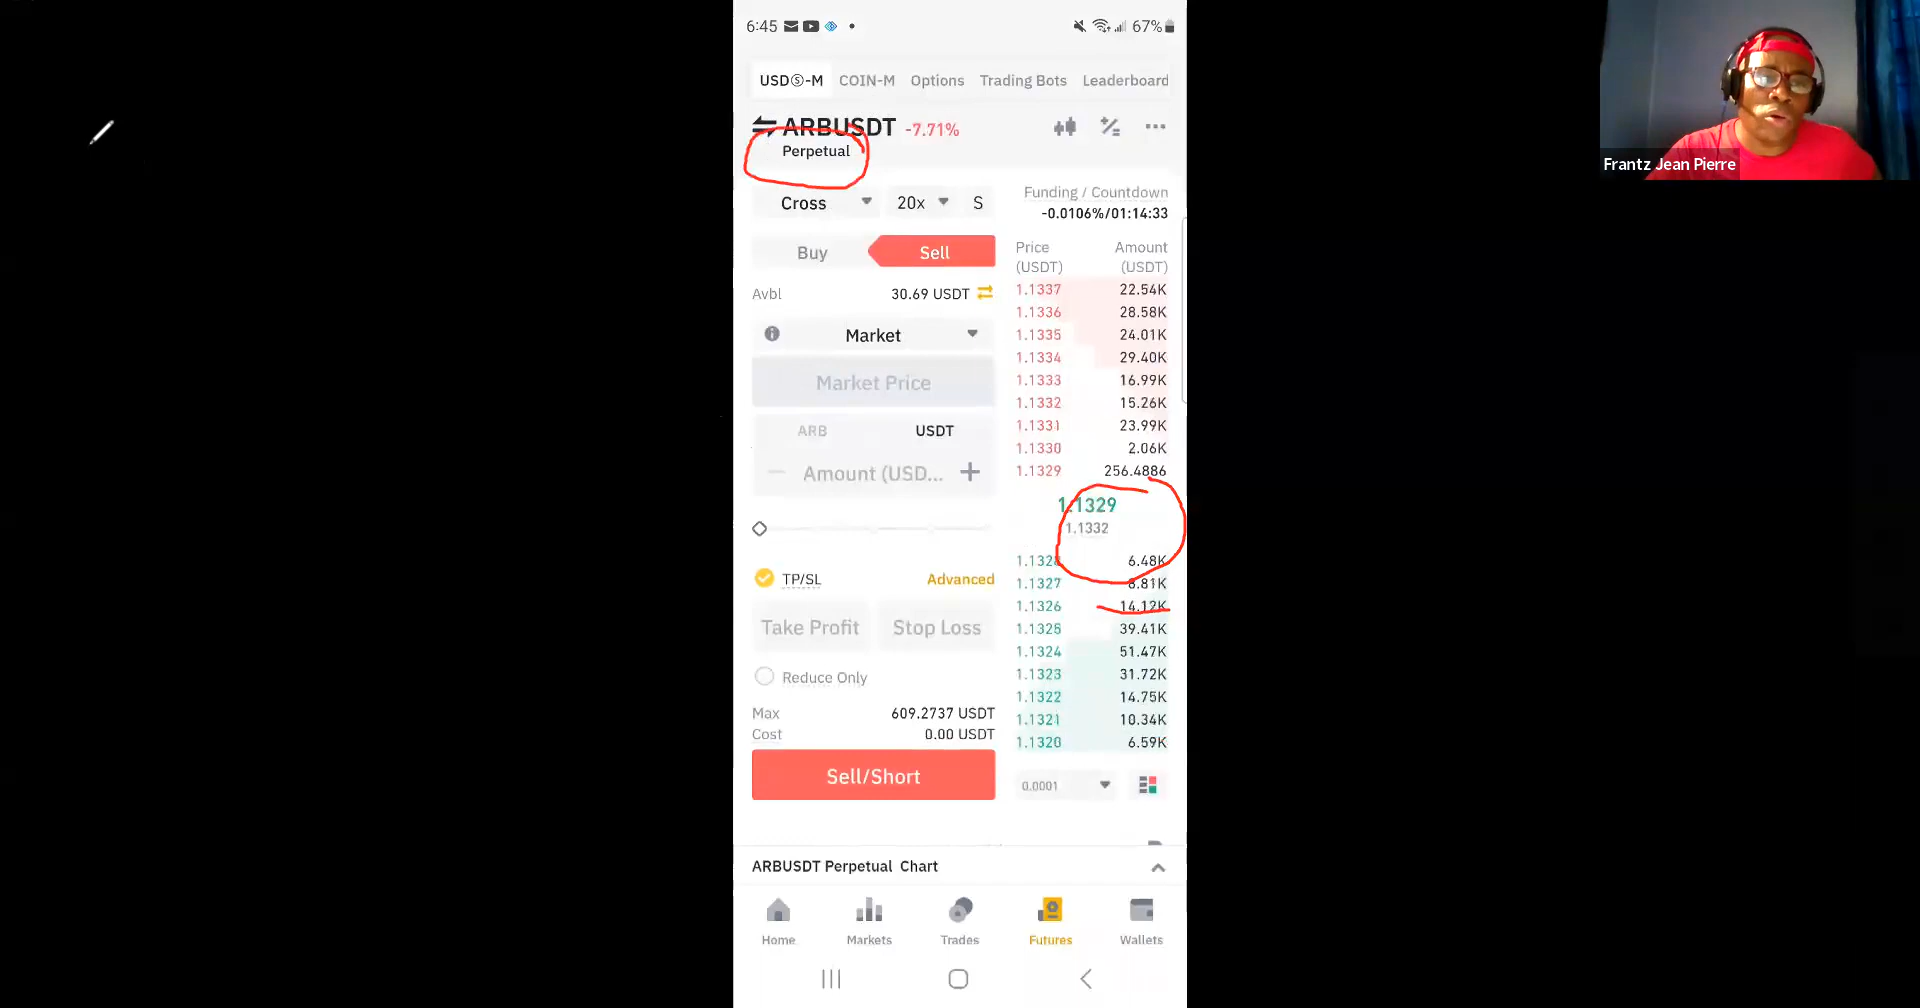 6:45
67%
USDⓈ-M COIN-M Options Trading Bots Leaderboard
ARBUSDT -7.71%
Perpetual
Cross 20x S
Funding / Countdown
-0.0106%/01:14:33
Buy Sell
Price Amount
(USDT) (USDT)
Avbl 30.69 USDT
Market
Market Price
ARB USDT
Amount (USD...
TP/SL Advanced
Take Profit Stop Loss
Reduce Only
Max 609.2737 USDT
Cost 0.00 USDT
Sell/Short
1.1337 22.54K
1.1336 28.58K
1.1335 24.01K
1.1334 29.40K
1.1333 16.99K
1.1332 15.26K
1.1331 23.99K
1.1330 2.06K
1.1329 256.4886
1.1329
1.1332
1.1328 6.48K
1.1327 8.81K
1.1326 14.12K
1.1325 39.41K
1.1324 51.47K
1.1323 31.72K
1.1322 14.75K
1.1321 10.34K
1.1320 6.59K
0.0001
ARBUSDT Perpetual Chart
Home Markets Trades Futures Wallets
Frantz Jean Pierre